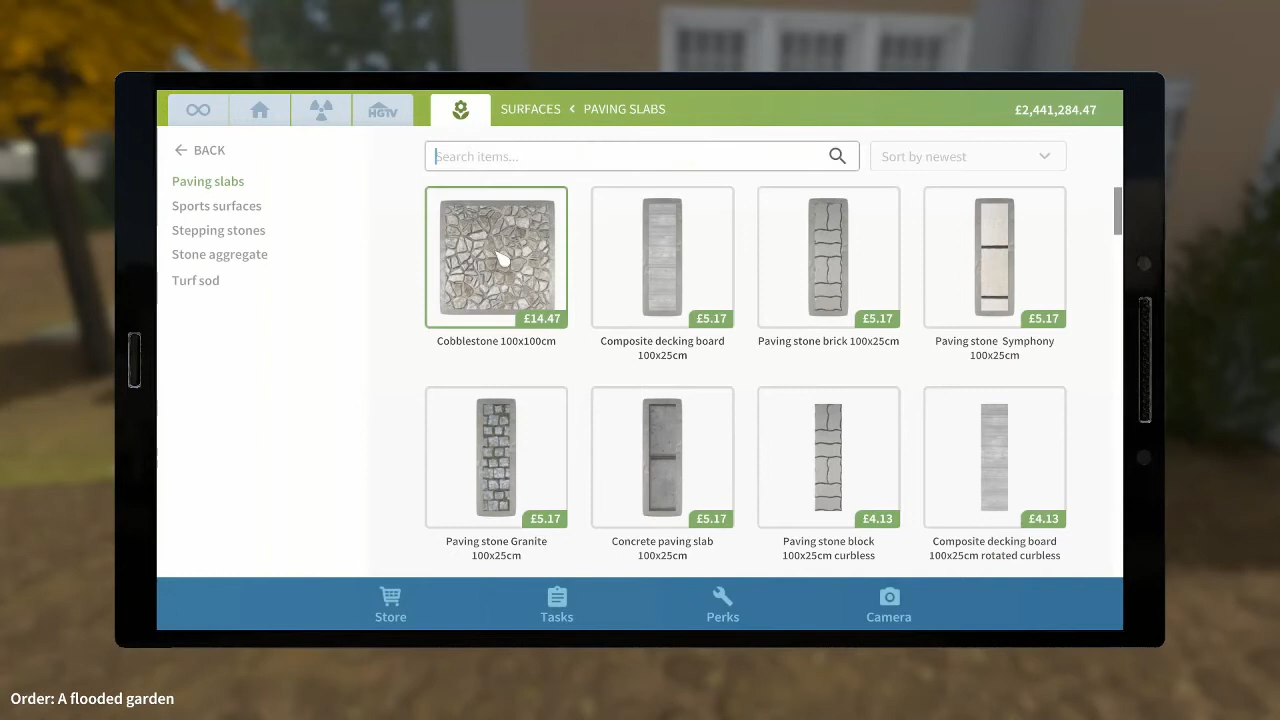 HGTV
SURFACES < PAVING SLABS
£2,441,284.47
BACK
Search items...
Sort by newest
Paving slabs
Sports surfaces
Stepping stones
Stone aggregate
Turf sod
£14.47
£5.17
£5.17
£5.17
Cobblestone 100x100cm
Composite decking board
100x25cm
Paving stone brick 100x25cm
Paving stone Symphony
100x25cm
£5.17
£5.17
£4.13
£4.13
Paving stone Granite
100x25cm
Concrete paving slab
100x25cm
Paving stone block
100x25cm curbless
Composite decking board
100x25cm rotated curbless
Store
Tasks
Perks
Camera
Order: A flooded garden